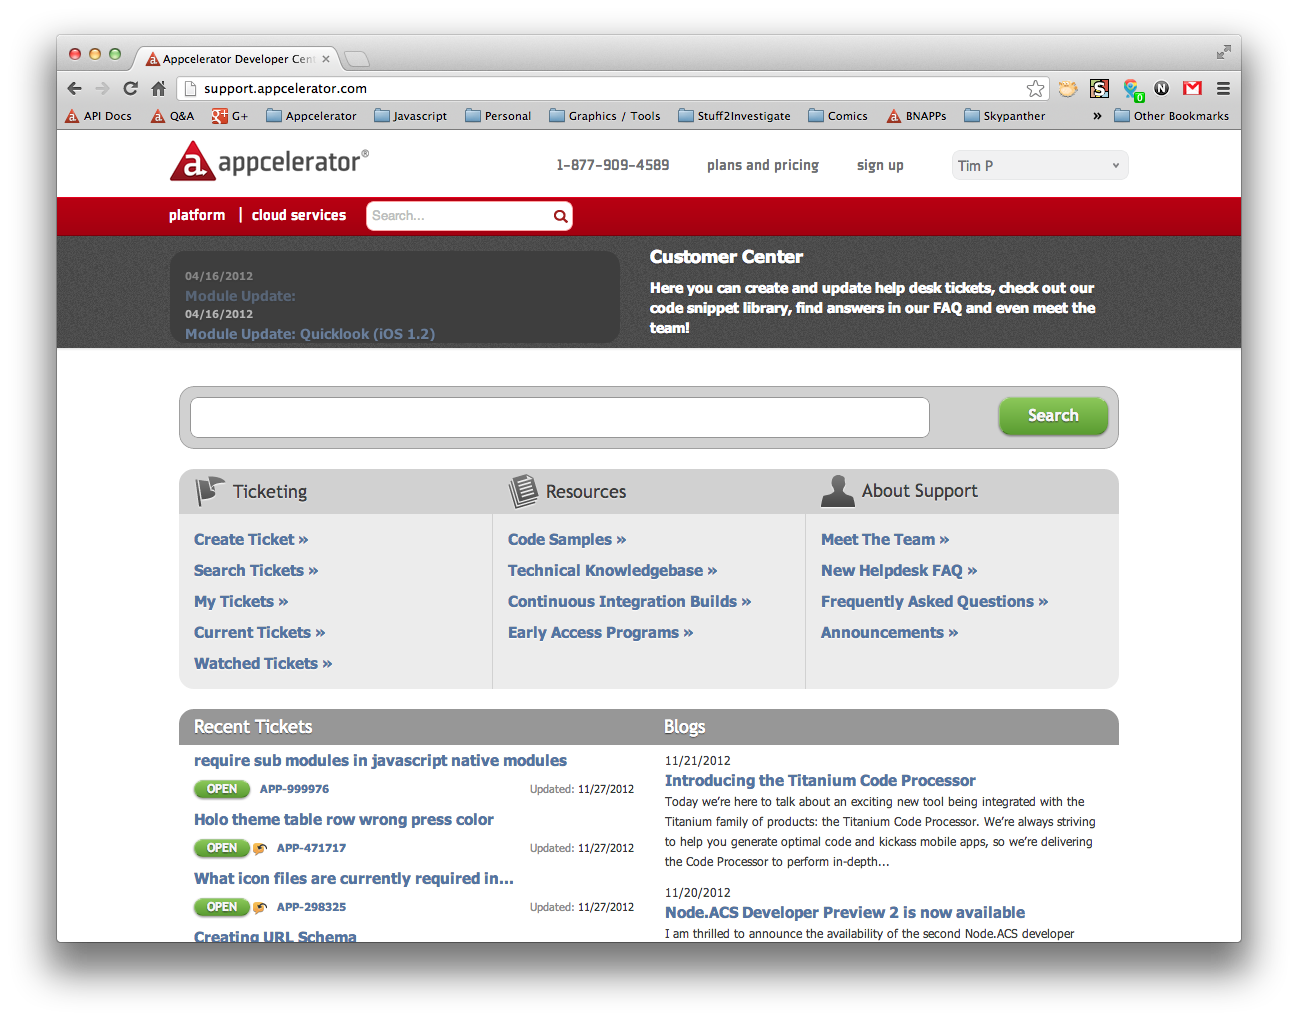 Appcelerator Developer Cent
support.appcelerator.com
API Docs Q&A G+ Appcelerator Javascript Personal Graphics / Tools Stuff2Investigate Comics BNAPPs Skypanther » Other Bookmarks
appcelerator®
1-877-909-4589 plans and pricing sign up Tim P
platform | cloud services Search...
04/16/2012
Module Update:
04/16/2012
Module Update: Quicklook (iOS 1.2)
Customer Center
Here you can create and update help desk tickets, check out our
code snippet library, find answers in our FAQ and even meet the
team!
Search
Ticketing
Create Ticket »
Search Tickets »
My Tickets »
Current Tickets »
Watched Tickets »
Resources
Code Samples »
Technical Knowledgebase »
Continuous Integration Builds »
Early Access Programs »
About Support
Meet The Team »
New Helpdesk FAQ »
Frequently Asked Questions »
Announcements »
Recent Tickets
require sub modules in javascript native modules
OPEN APP-999976 Updated: 11/27/2012
Holo theme table row wrong press color
OPEN APP-471717 Updated: 11/27/2012
What icon files are currently required in...
OPEN APP-298325 Updated: 11/27/2012
Creating URL Schema
Blogs
11/21/2012
Introducing the Titanium Code Processor
Today we're here to talk about an exciting new tool being integrated with the
Titanium family of products: the Titanium Code Processor. We're always striving
to help you generate optimal code and kickass mobile apps, so we're delivering
the Code Processor to perform in-depth...
11/20/2012
Node.ACS Developer Preview 2 is now available
I am thrilled to announce the availability of the second Node.ACS developer